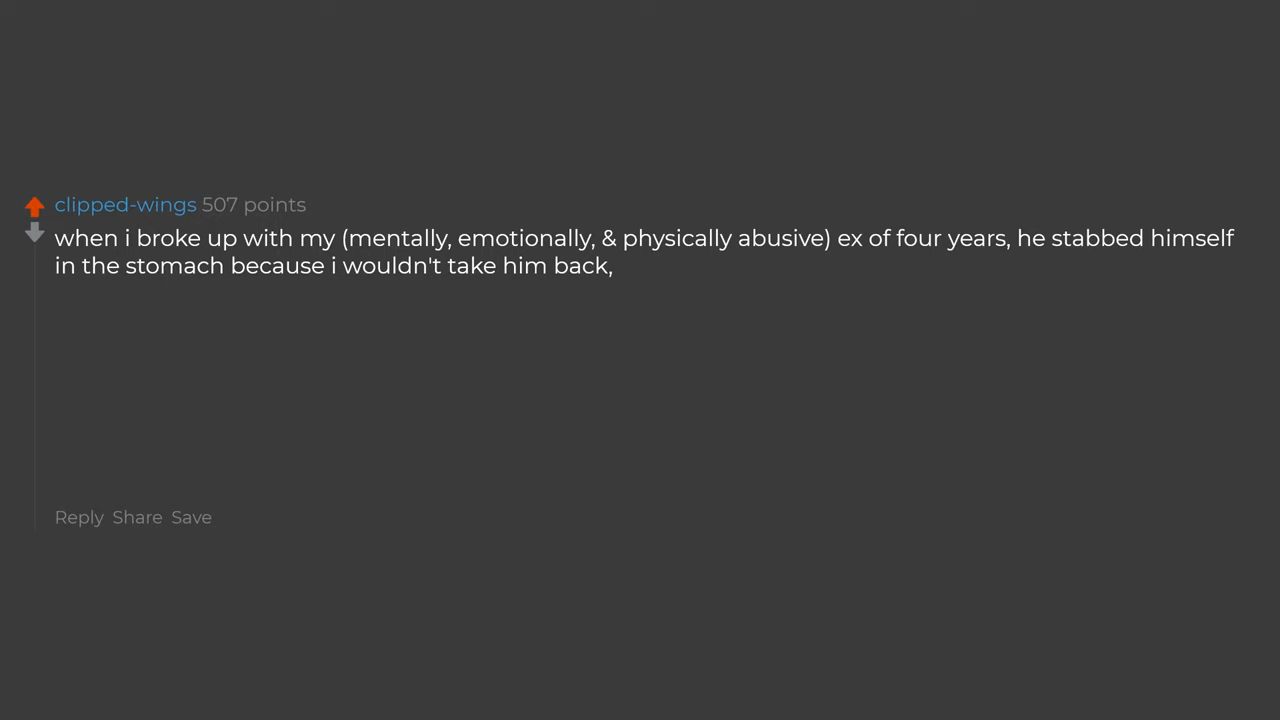 clipped-wings 507 points
when i broke up with my (mentally, emotionally, & physically abusive) ex of four years, he stabbed himself
in the stomach because i wouldn't take him back,
Reply Share Save